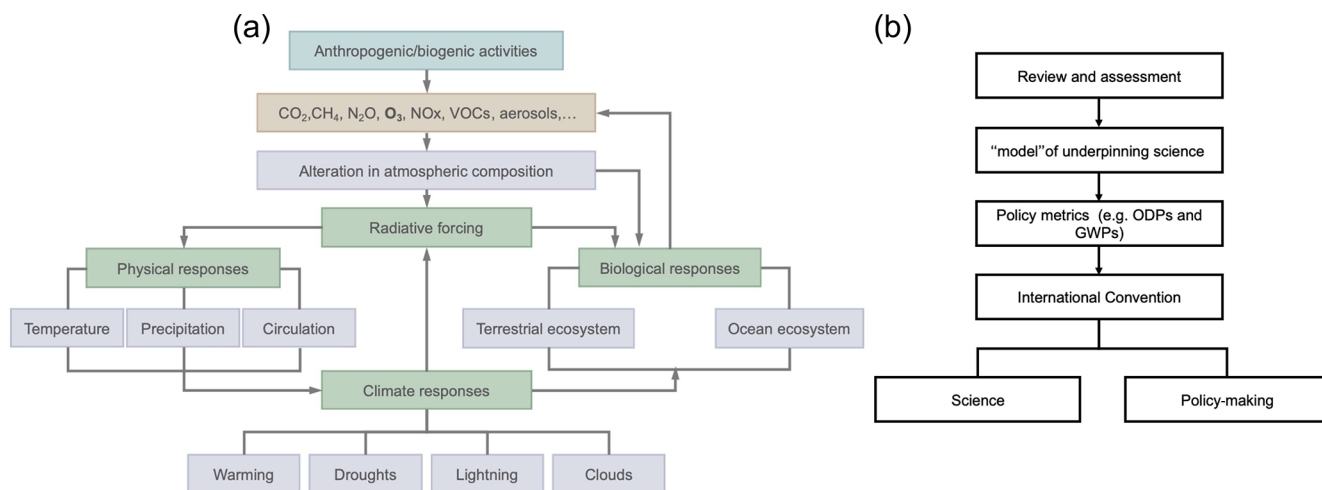 (a)
Anthropogenic/biogenic activities
CO₂,CH₄, N₂O, O₃, NOx, VOCs, aerosols,…
Alteration in atmospheric composition
Radiative forcing
Physical responses
Biological responses
Temperature
Precipitation
Circulation
Terrestrial ecosystem
Ocean ecosystem
Climate responses
Warming
Droughts
Lightning
Clouds
(b)
Review and assessment
“model”of underpinning science
Policy metrics (e.g. ODPs and
GWPs)
International Convention
Science
Policy-making